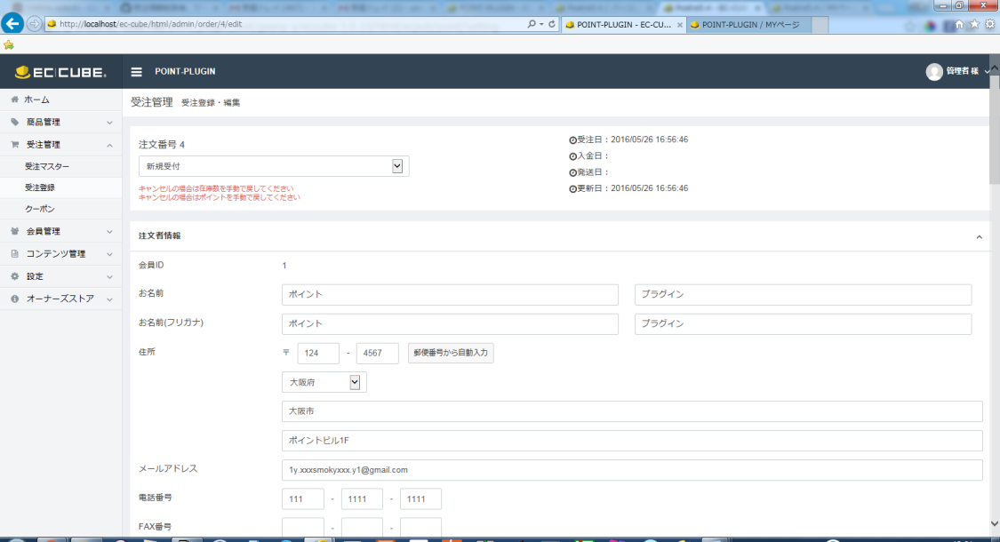 http://localhost/ec-cube/html/admin/order/4/edit
POINT-PLUGIN - EC-CU...
POINT-PLUGIN / MYページ
EC CUBE
POINT-PLUGIN
管理者 様
ホーム
商品管理
受注管理
受注マスター
受注登録
クーポン
会員管理
コンテンツ管理
設定
オーナーズストア
受注管理 受注登録・編集
注文番号 4
新規受付
キャンセルの場合は在庫数を手動で戻してください
キャンセルの場合はポイントを手動で戻してください
受注日：2016/05/26 16:56:46
入金日：
発送日：
更新日：2016/05/26 16:56:46
注文者情報
会員ID 1
お名前 ポイント プラグイン
お名前(フリガナ) ポイント プラグイン
住所 〒 124 - 4567 郵便番号から自動入力
大阪府
大阪市
ポイントビル1F
メールアドレス 1y.xxxsmokyxxx.y1@gmail.com
電話番号 111 - 1111 - 1111
FAX番号 - -